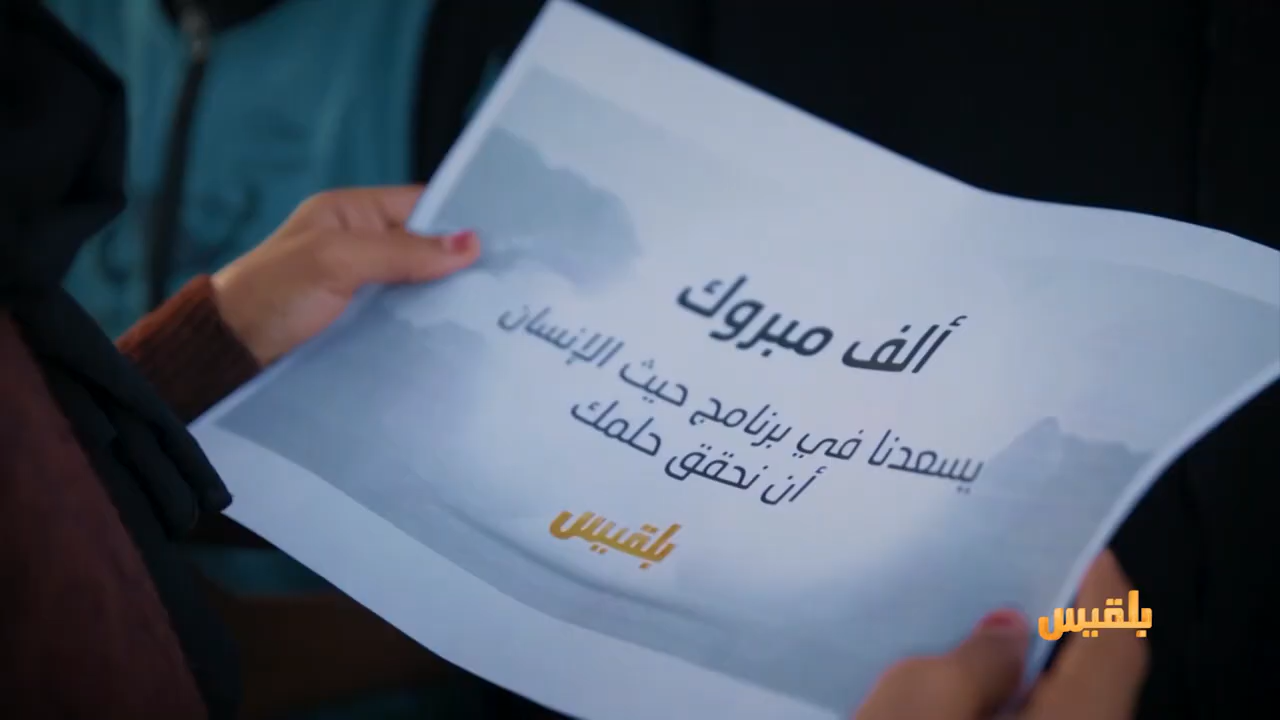 ألف مبروك
يسعدنا في برنامج حيث الإنسان
أن نحقق حلمك
بلقيس
بلقيس